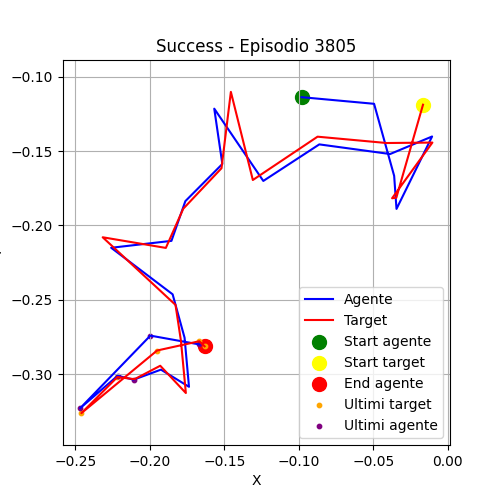 Success - Episodio 3805
−0.10
−0.15
−0.20
−0.25
−0.30
Agente
Target
Start agente
Start target
End agente
Ultimi target
Ultimi agente
−0.25 −0.20 −0.15 −0.10 −0.05 0.00
X